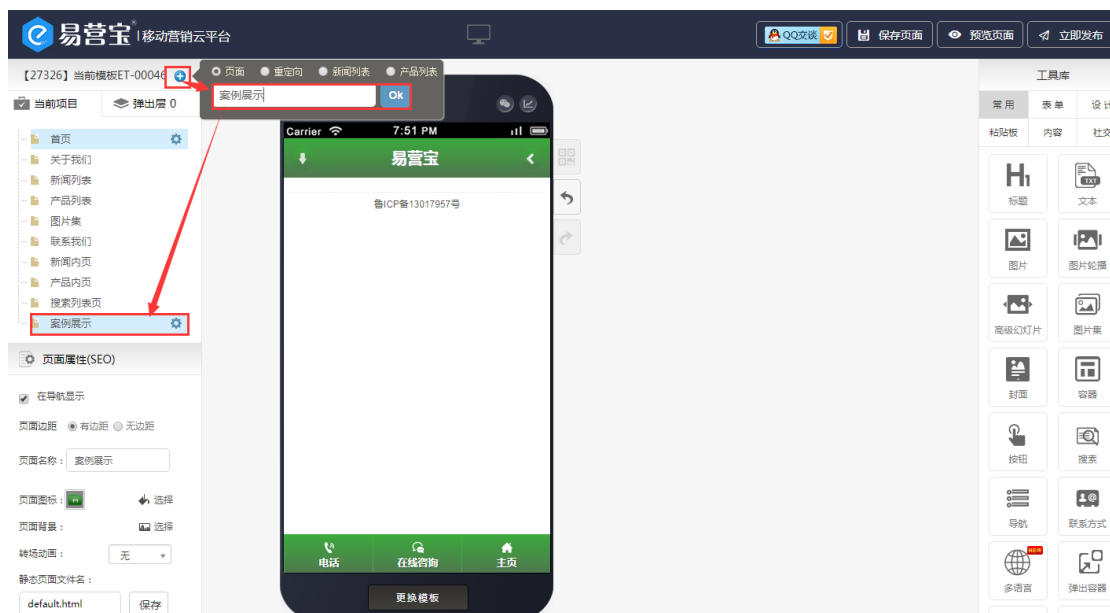 易营宝® | 移动营销云平台
QQ交谈
保存页面
预览页面
立即发布
【27326】当前模板ET-00046
当前项目
弹出层 0
页面
重定向
新闻列表
产品列表
案例展示
Ok
首页
关于我们
新闻列表
产品列表
图片集
联系我们
新闻内页
产品内页
搜索列表页
案例展示
页面属性(SEO)
在导航显示
页面边距
有边距
无边距
页面名称：
案例展示
页面图标：
选择
页面背景：
选择
转场动画：
无
静态页面文件名：
default.html
保存
Carrier
7:51 PM
易营宝
鲁ICP备13017957号
电话
在线咨询
主页
更换模板
工具库
常用
表单
设计
粘贴板
内容
社交
H1
标题
TXT
文本
图片
图片轮播
高级幻灯片
图片集
封面
容器
按钮
搜索
导航
联系方式
NEW
多语言
弹出容器